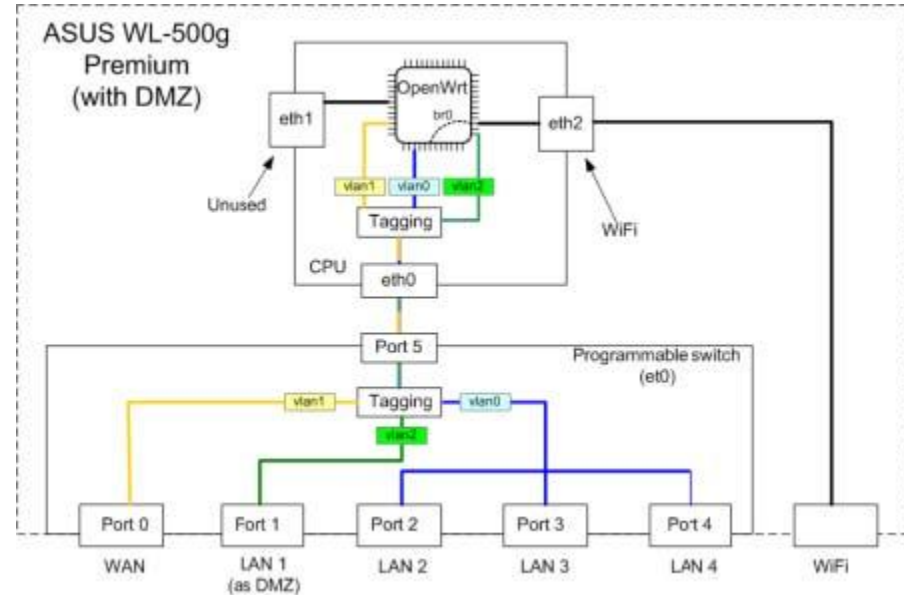 ASUS WL-500g
Premium
(with DMZ)
OpenWrt
br0
eth1
eth2
Unused
WiFi
vlan1
vlan0
vlan2
Tagging
CPU
eth0
Port 5
Programmable switch
(et0)
vlan1
Tagging
vlan0
vlan2
Port 0
Port 1
Port 2
Port 3
Port 4
WAN
LAN 1
(as DMZ)
LAN 2
LAN 3
LAN 4
WiFi